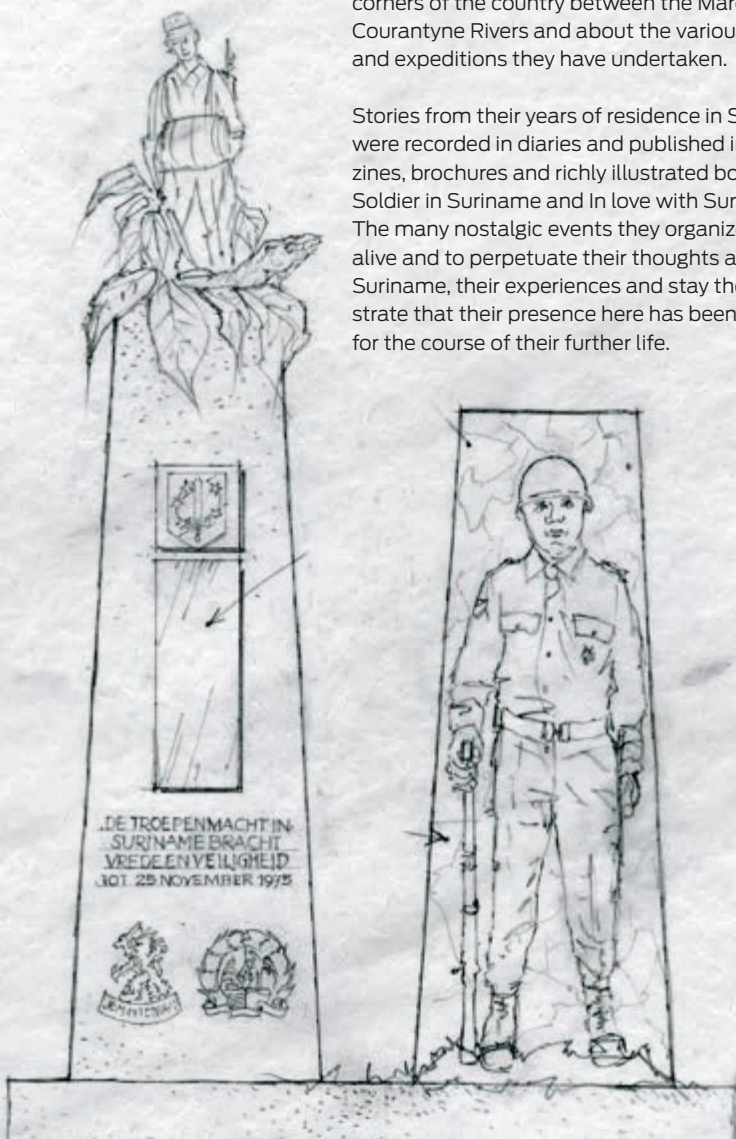 corners of the country between the Mar
Courantyne Rivers and about the variou
and expeditions they have undertaken.
Stories from their years of residence in S
were recorded in diaries and published i
zines, brochures and richly illustrated bo
Soldier in Suriname and In love with Sur
The many nostalgic events they organiz
alive and to perpetuate their thoughts a
Suriname, their experiences and stay the
strate that their presence here has been
for the course of their further life.
.DE TROEPENMACHT IN
SURINAME BRACHT
VREDE EN VEILIGHEID
TOT 25 NOVEMBER 1975